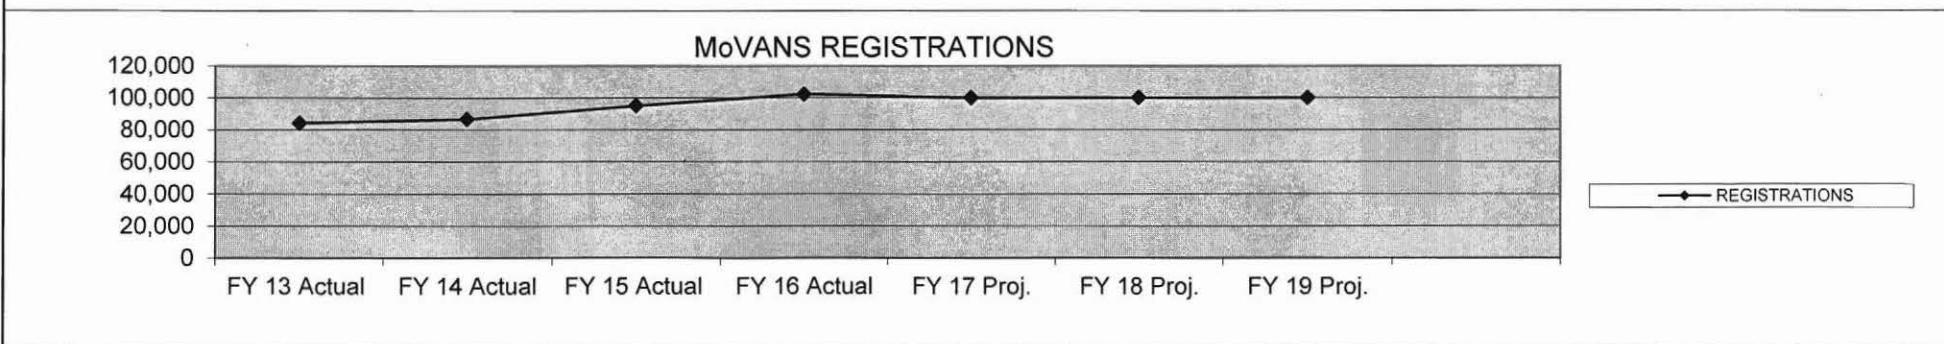 MoVANS REGISTRATIONS
120,000
100,000
80,000
60,000
40,000
20,000
0
FY 13 Actual FY 14 Actual FY 15 Actual FY 16 Actual FY 17 Proj. FY 18 Proj. FY 19 Proj.
REGISTRATIONS